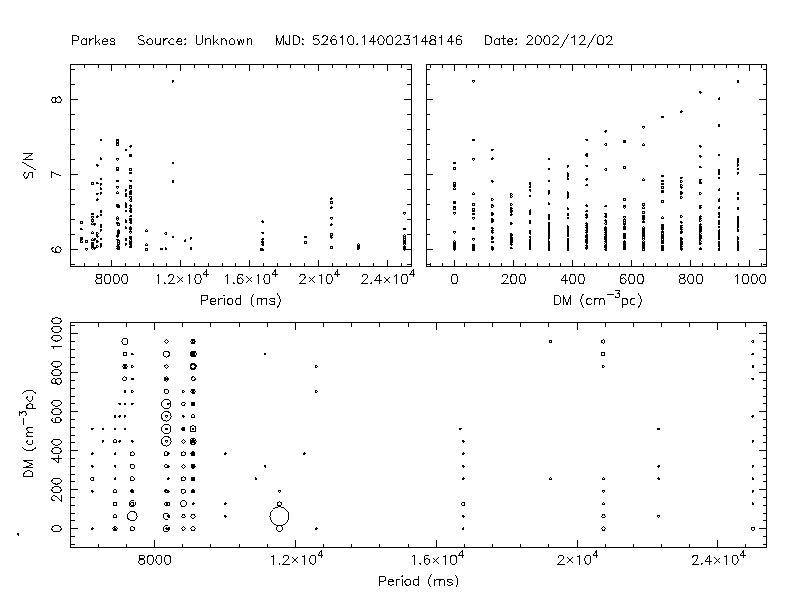 Parkes Source: Unknown MJD: 52610.140023148146 Date: 2002/12/02
8
7
6
S/N
8000 1.2×10⁴ 1.6×10⁴ 2×10⁴ 2.4×10⁴
Period (ms)
0 200 400 600 800 1000
DM (cm⁻³pc)
1000
800
600
400
200
0
DM (cm⁻³pc)
8000 1.2×10⁴ 1.6×10⁴ 2×10⁴ 2.4×10⁴
Period (ms)